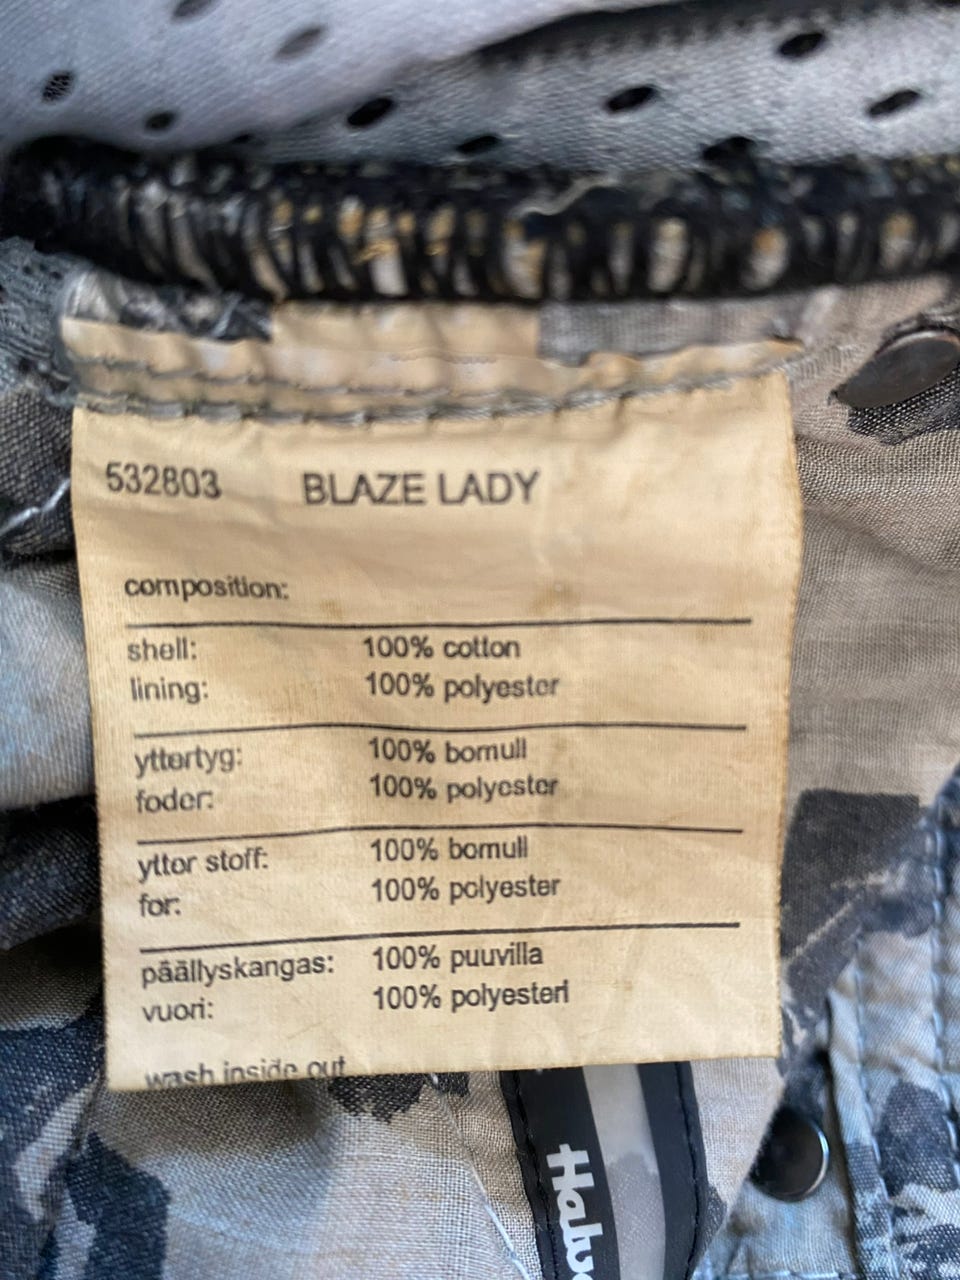 532803 BLAZE LADY
composition:
shell: 100% cotton
lining: 100% polyester
yttertyg: 100% bomull
foder: 100% polyester
ytter stoff: 100% bomull
for: 100% polyester
päällyskangas: 100% puuvilla
vuori: 100% polyesteri
wash inside out